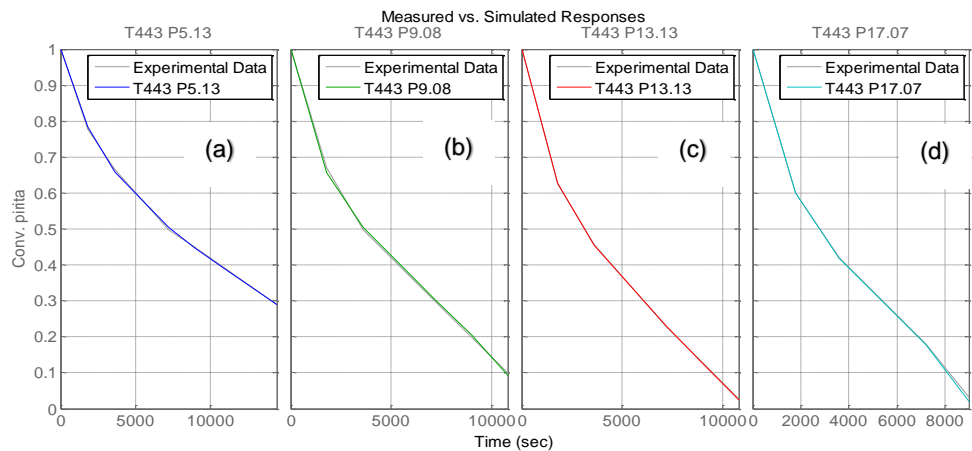 Measured vs. Simulated Responses
T443 P5.13
T443 P9.08
T443 P13.13
T443 P17.07
Experimental Data
T443 P5.13
Experimental Data
T443 P9.08
Experimental Data
T443 P13.13
Experimental Data
T443 P17.07
(a)
(b)
(c)
(d)
Conv. pirita
1
0.9
0.8
0.7
0.6
0.5
0.4
0.3
0.2
0.1
0
0 5000 10000
0 5000 10000
0 5000 10000
0 2000 4000 6000 8000
Time (sec)